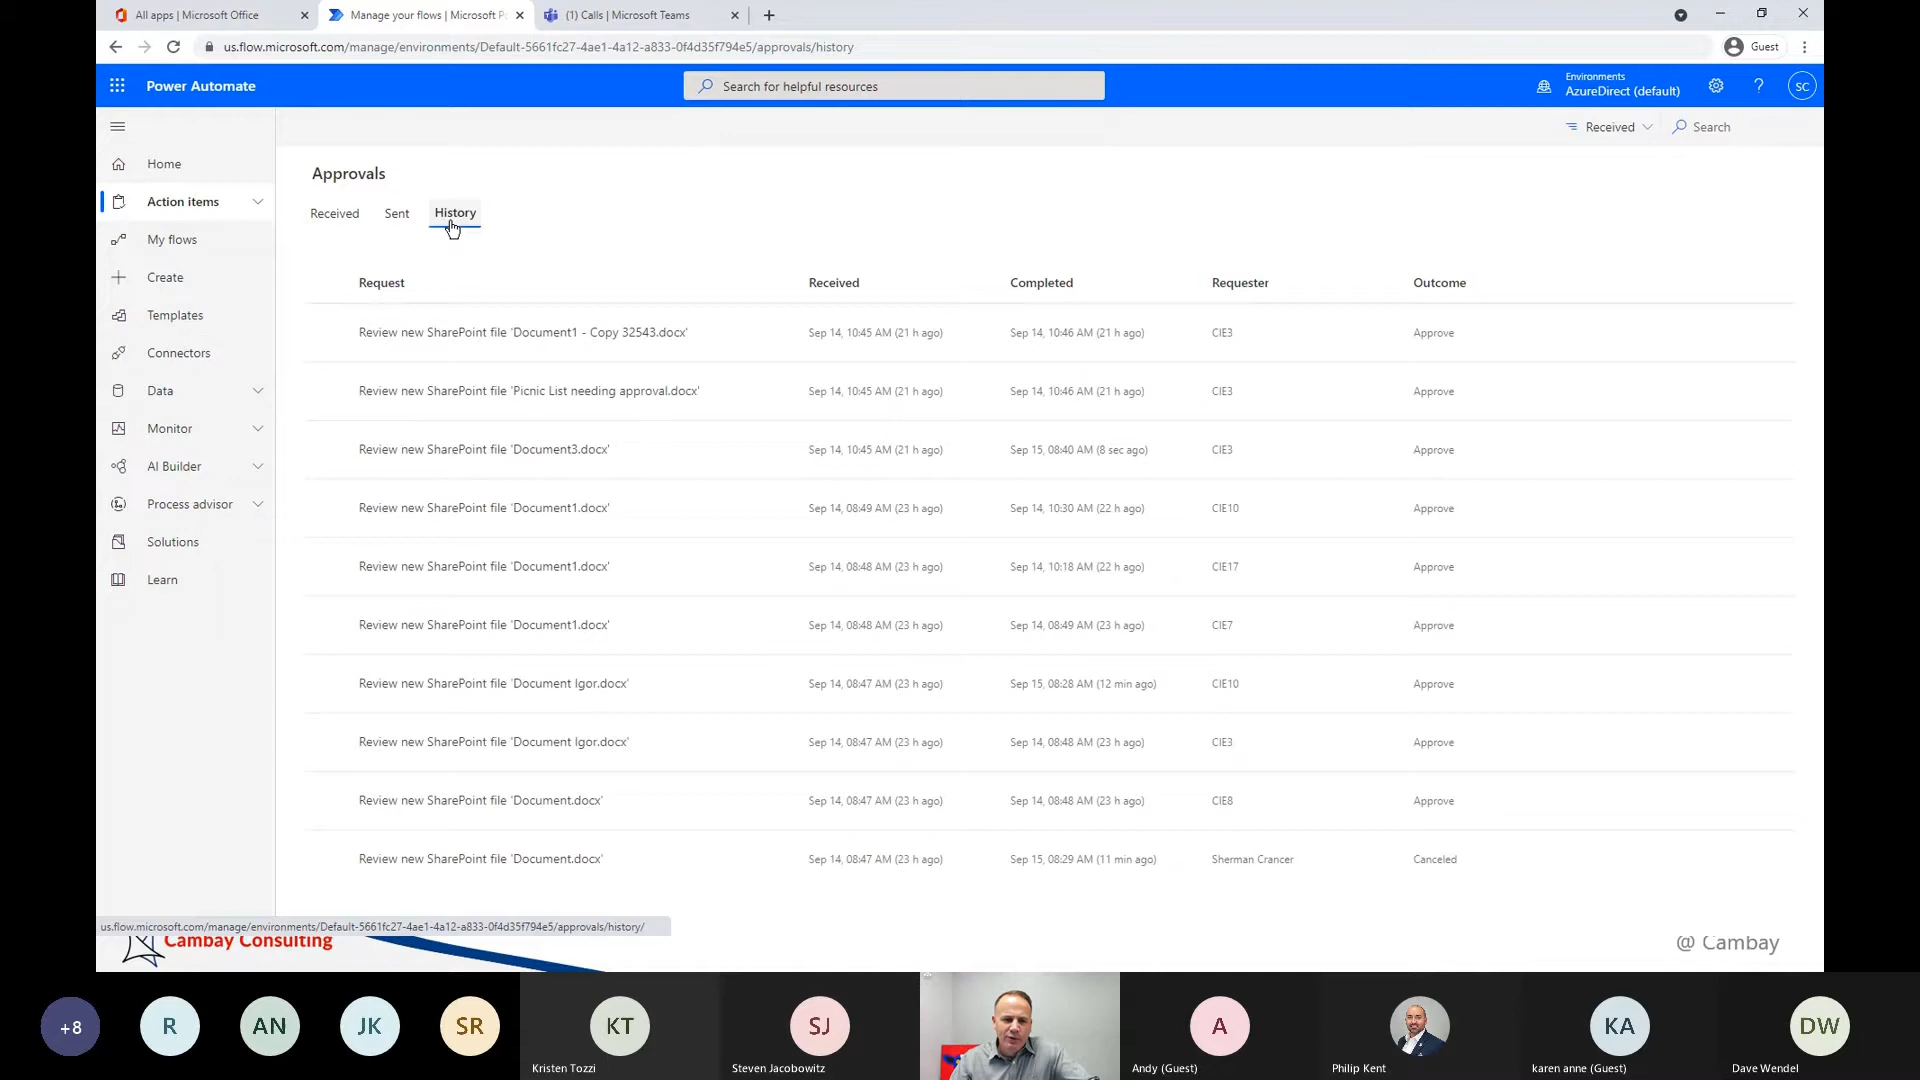 All apps | Microsoft Office
Manage your flows | Microsoft P
(1) Calls | Microsoft Teams
us.flow.microsoft.com/manage/environments/Default-5661fc27-4ae1-4a12-a833-0f4d35f794e5/approvals/history
Guest
Power Automate
Search for helpful resources
Environments
AzureDirect (default)
?
SC
Received
Search
Home
Action items
My flows
Create
Templates
Connectors
Data
Monitor
AI Builder
Process advisor
Solutions
Learn
Approvals
Received Sent History
Request Received Completed Requester Outcome
Review new SharePoint file 'Document1 - Copy 32543.docx' Sep 14, 10:45 AM (21 h ago) Sep 14, 10:46 AM (21 h ago) CIE3 Approve
Review new SharePoint file 'Picnic List needing approval.docx' Sep 14, 10:45 AM (21 h ago) Sep 14, 10:46 AM (21 h ago) CIE3 Approve
Review new SharePoint file 'Document3.docx' Sep 14, 10:45 AM (21 h ago) Sep 15, 08:40 AM (8 sec ago) CIE3 Approve
Review new SharePoint file 'Document1.docx' Sep 14, 08:49 AM (23 h ago) Sep 14, 10:30 AM (22 h ago) CIE10 Approve
Review new SharePoint file 'Document1.docx' Sep 14, 08:48 AM (23 h ago) Sep 14, 10:18 AM (22 h ago) CIE17 Approve
Review new SharePoint file 'Document1.docx' Sep 14, 08:48 AM (23 h ago) Sep 14, 08:49 AM (23 h ago) CIE7 Approve
Review new SharePoint file 'Document Igor.docx' Sep 14, 08:47 AM (23 h ago) Sep 15, 08:28 AM (12 min ago) CIE10 Approve
Review new SharePoint file 'Document Igor.docx' Sep 14, 08:47 AM (23 h ago) Sep 14, 08:48 AM (23 h ago) CIE3 Approve
Review new SharePoint file 'Document.docx' Sep 14, 08:47 AM (23 h ago) Sep 14, 08:48 AM (23 h ago) CIE8 Approve
Review new SharePoint file 'Document.docx' Sep 14, 08:47 AM (23 h ago) Sep 15, 08:29 AM (11 min ago) Sherman Crancer Canceled
us.flow.microsoft.com/manage/environments/Default-5661fc27-4ae1-4a12-a833-0f4d35f794e5/approvals/history/
Cambay Consulting
@ Cambay
+8 R AN JK SR KT SJ A KA DW
Kristen Tozzi
Steven Jacobowitz
Andy (Guest)
Philip Kent
karen anne (Guest)
Dave Wendel